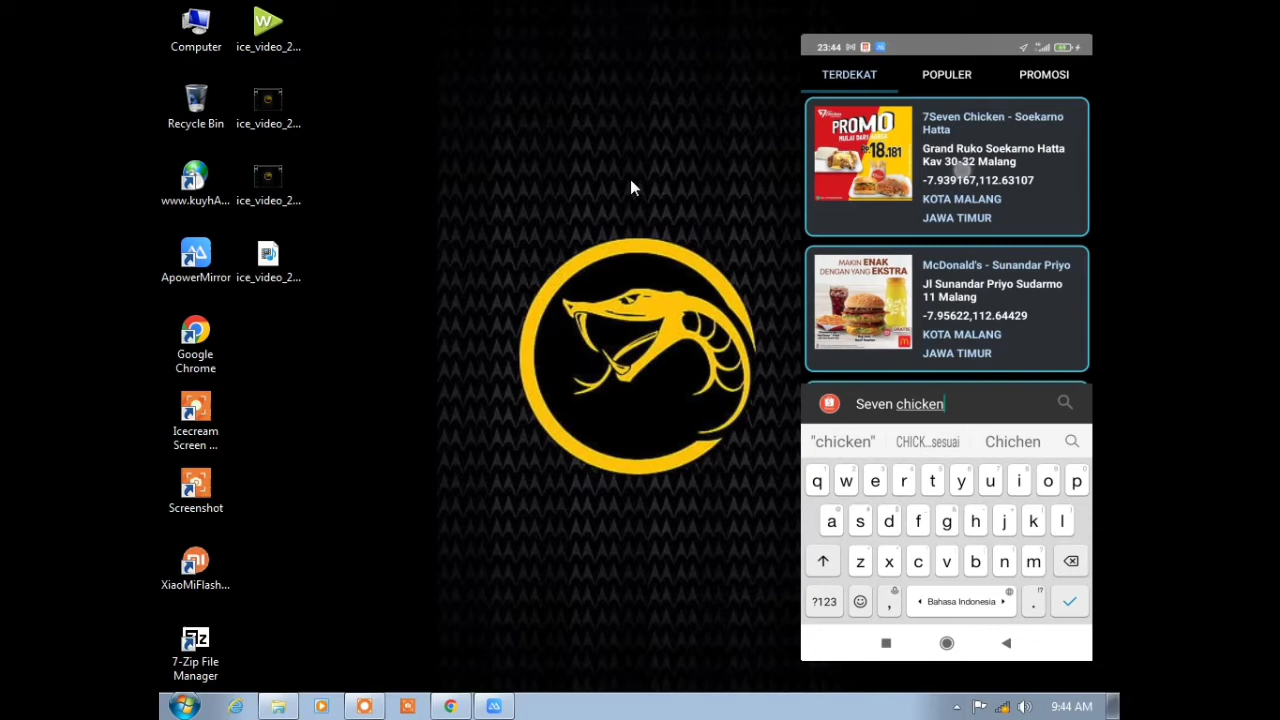 Computer
ice_video_2...
Recycle Bin
ice_video_2...
www.kuyhA...
ice_video_2...
ApowerMirror
ice_video_2...
Google
Chrome
Icecream
Screen ...
Screenshot
XiaoMiFlash...
7-Zip File
Manager
23:44
TERDEKAT
POPULER
PROMOSI
PROMO
MULAI DARI HARGA
RP18.181
7Seven Chicken - Soekarno
Hatta
Grand Ruko Soekarno Hatta
Kav 30-32 Malang
-7.939167,112.63107
KOTA MALANG
JAWA TIMUR
MAKIN ENAK
DENGAN YANG EKSTRA
McDonald's - Sunandar Priyo
Jl Sunandar Priyo Sudarmo
11 Malang
-7.95622,112.64429
KOTA MALANG
JAWA TIMUR
Seven chicken
"chicken"
CHICK...sesuai
Chichen
q w e r t y u i o p
a s d f g h j k l
z x c v b n m
?123 , Bahasa Indonesia .
9:44 AM